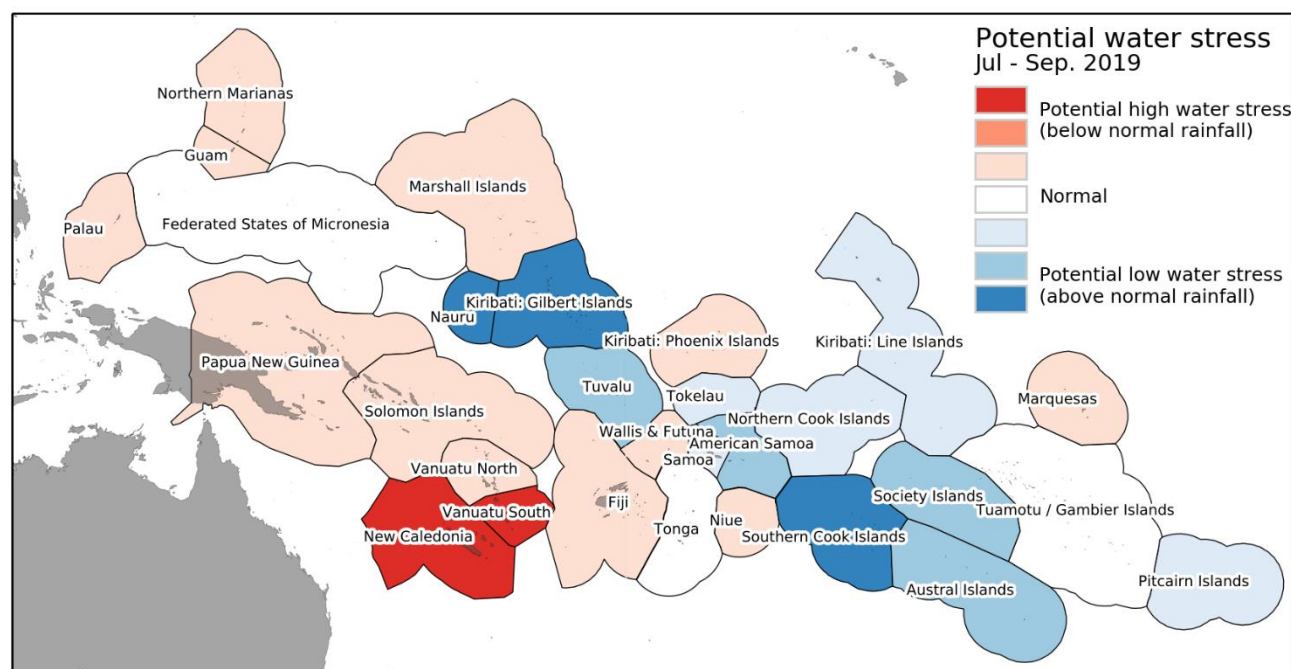 Potential water stress
Jul - Sep. 2019
Potential high water stress
(below normal rainfall)
Normal
Potential low water stress
(above normal rainfall)
Northern Marianas
Guam
Marshall Islands
Palau
Federated States of Micronesia
Kiribati: Gilbert Islands
Nauru
Kiribati: Phoenix Islands
Kiribati: Line Islands
Papua New Guinea
Tuvalu
Tokelau
Marquesas
Solomon Islands
Northern Cook Islands
Wallis & Futuna
American Samoa
Samoa
Vanuatu North
Society Islands
Fiji
Tuamotu / Gambier Islands
Vanuatu South
New Caledonia
Tonga
Niue
Southern Cook Islands
Pitcairn Islands
Austral Islands